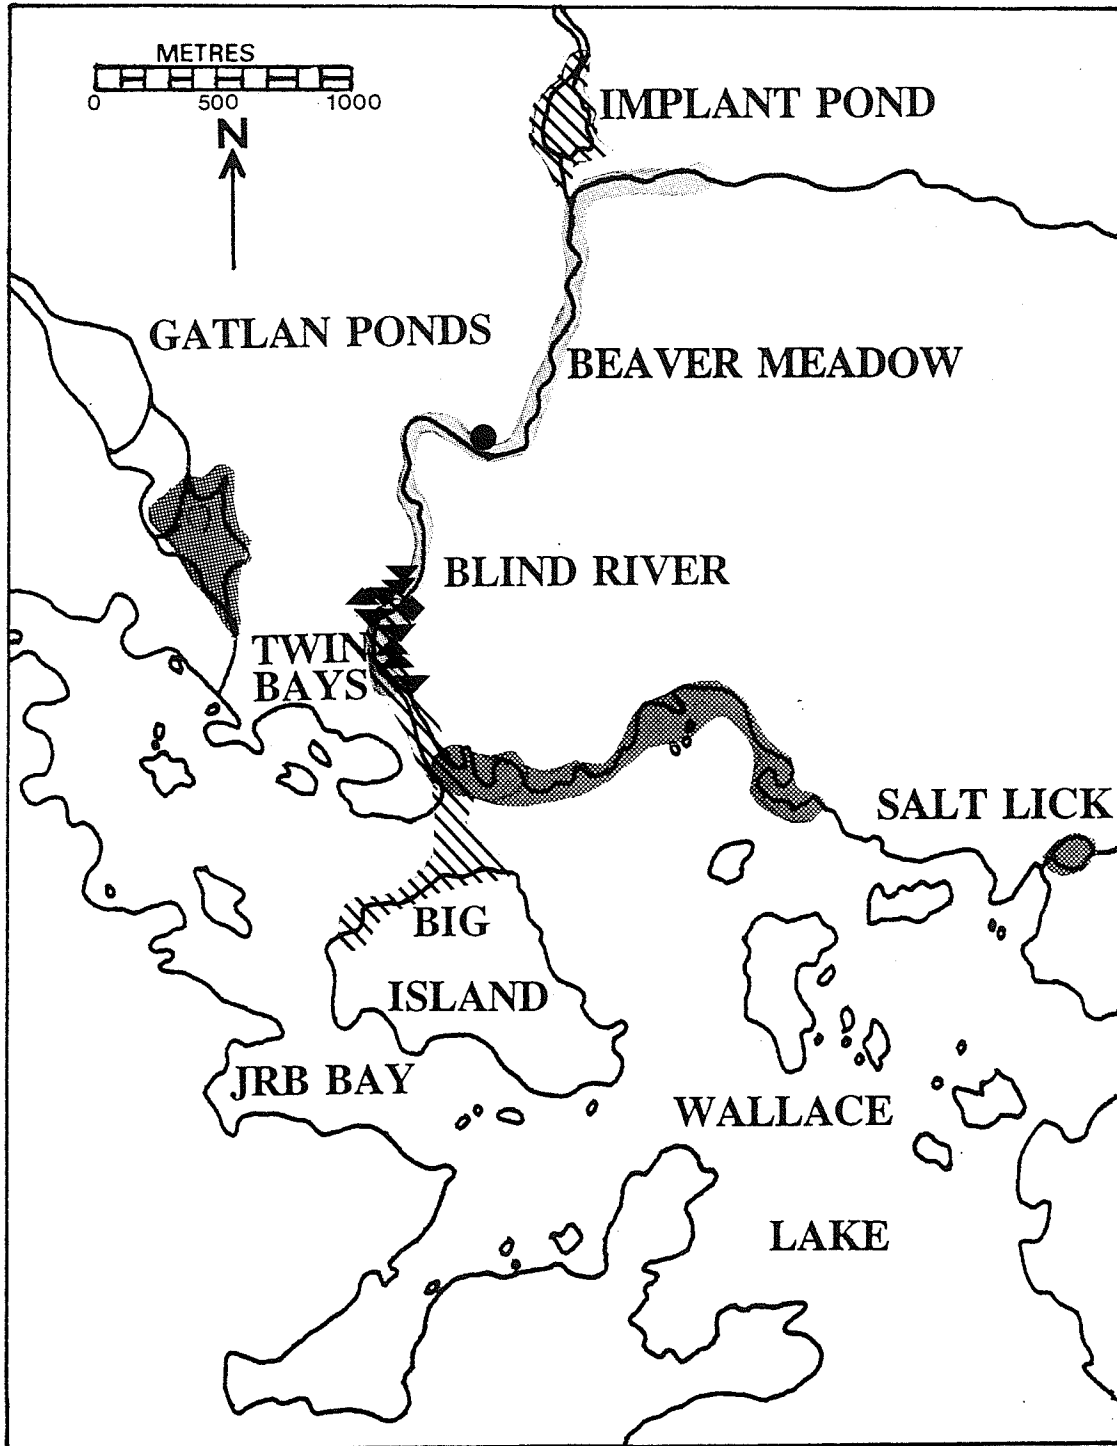 METRES
0 500 1000
N
IMPLANT POND
GATLAN PONDS
BEAVER MEADOW
BLIND RIVER
TWIN
BAYS
SALT LICK
BIG
ISLAND
JRB BAY
WALLACE
LAKE